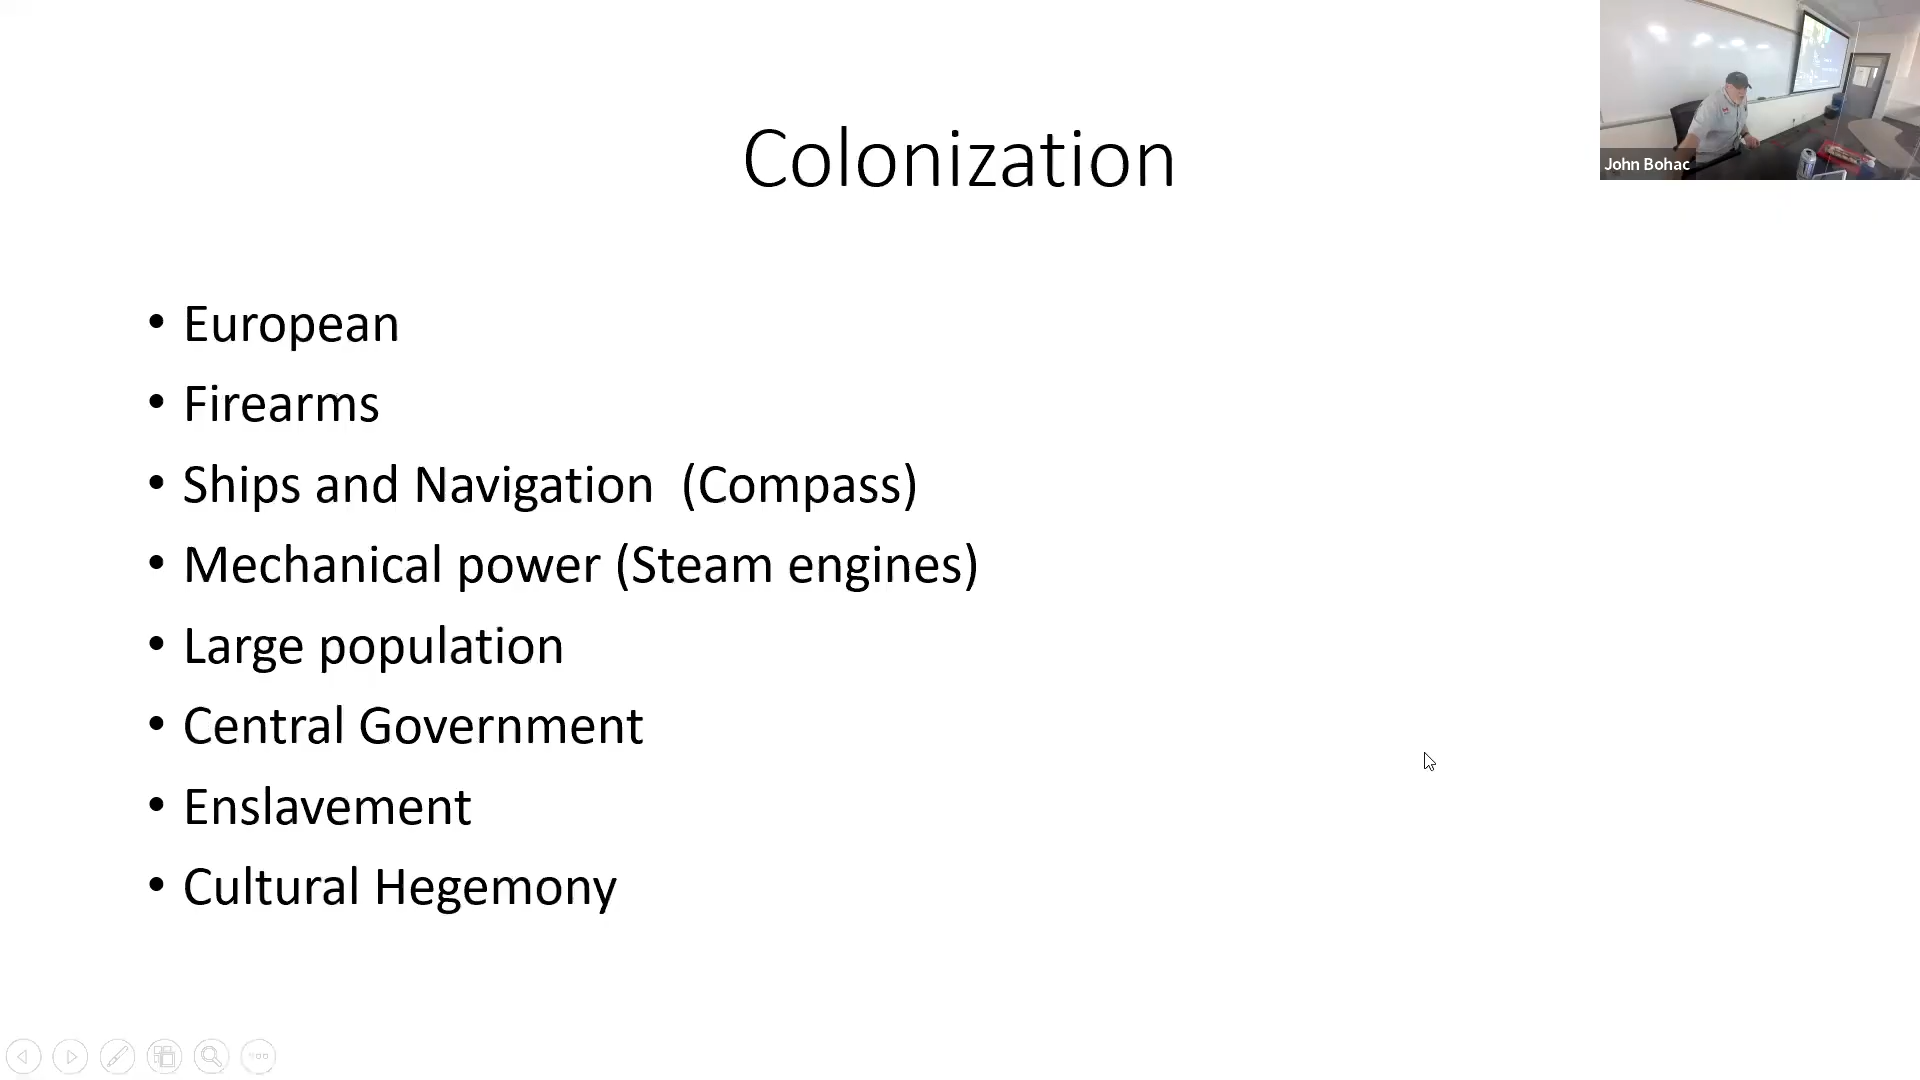 Colonization
John Bohac
• European
• Firearms
• Ships and Navigation  (Compass)
• Mechanical power (Steam engines)
• Large population
• Central Government
• Enslavement
• Cultural Hegemony